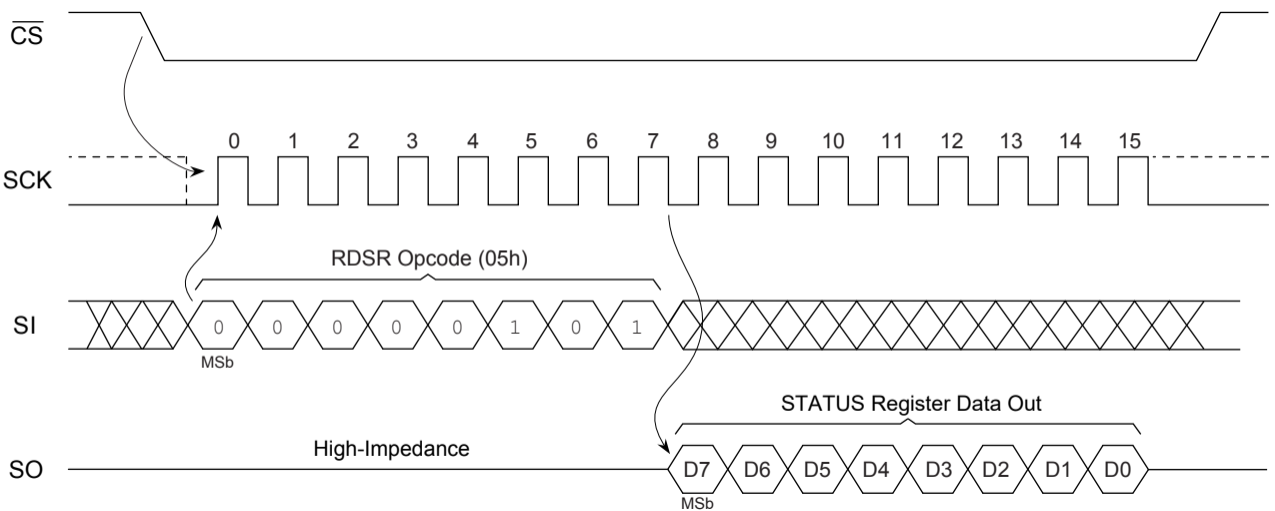 CS
0 1 2 3 4 5 6 7 8 9 10 11 12 13 14 15
SCK
RDSR Opcode (05h)
SI 0 0 0 0 0 1 0 1
MSb
STATUS Register Data Out
High-Impedance
SO D7 D6 D5 D4 D3 D2 D1 D0
MSb